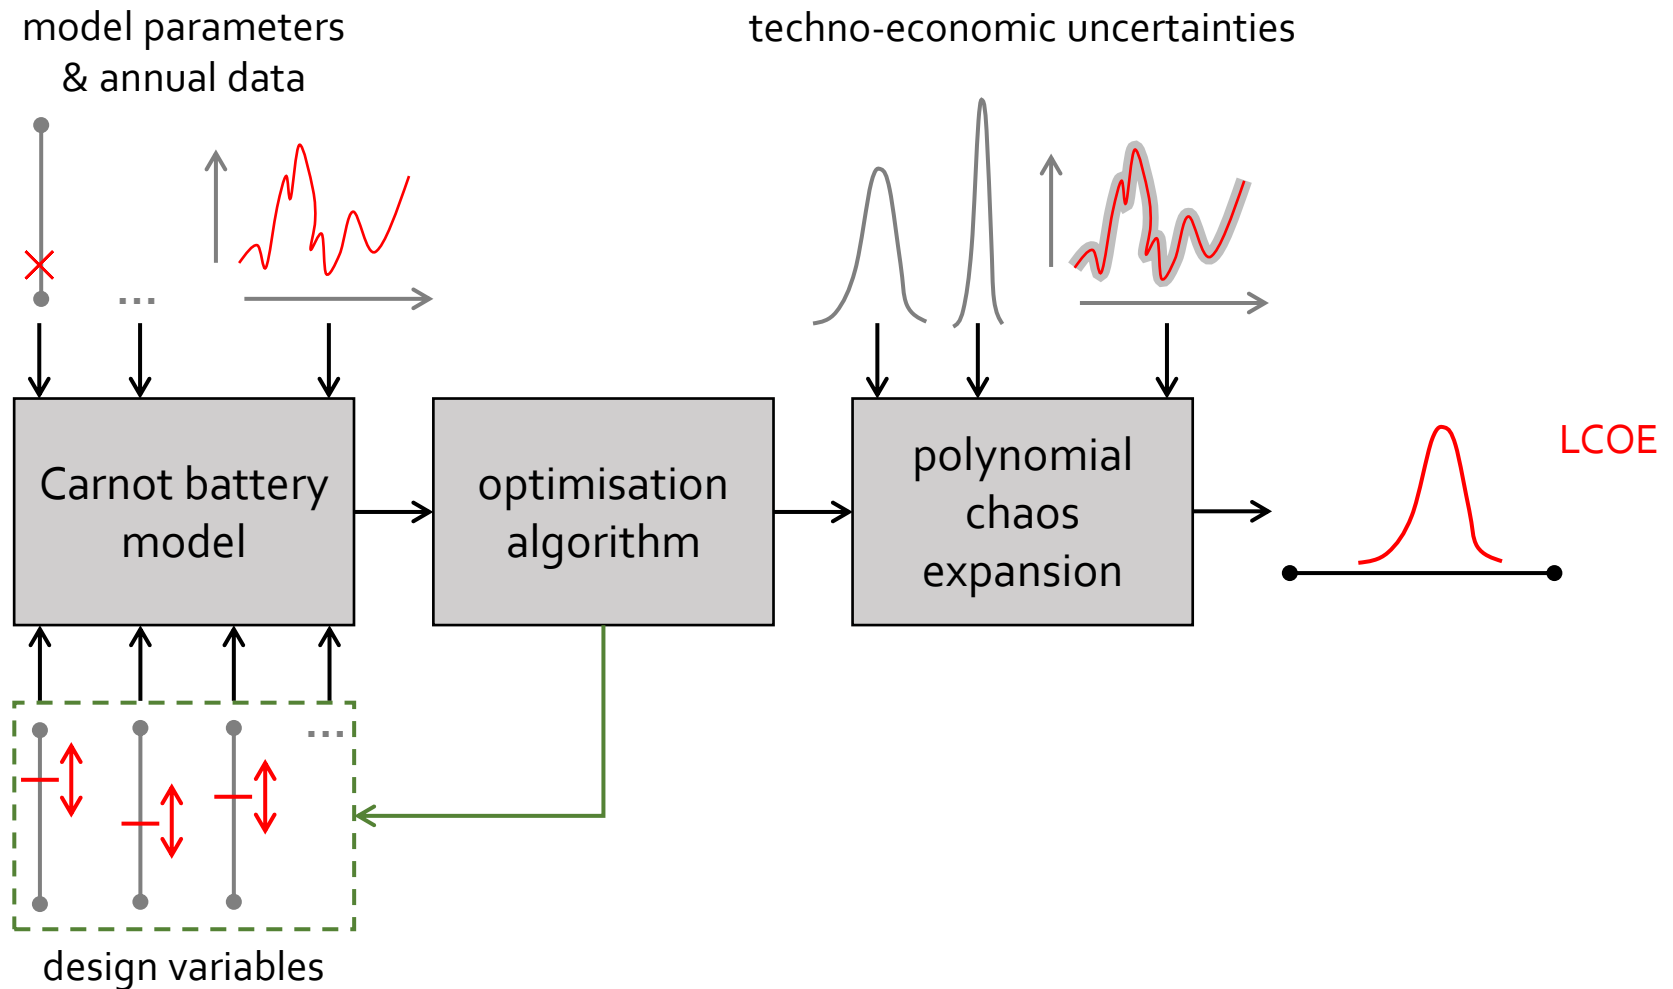 model parameters
& annual data
techno-economic uncertainties
...
Carnot battery
model
optimisation
algorithm
polynomial
chaos
expansion
LCOE
...
design variables